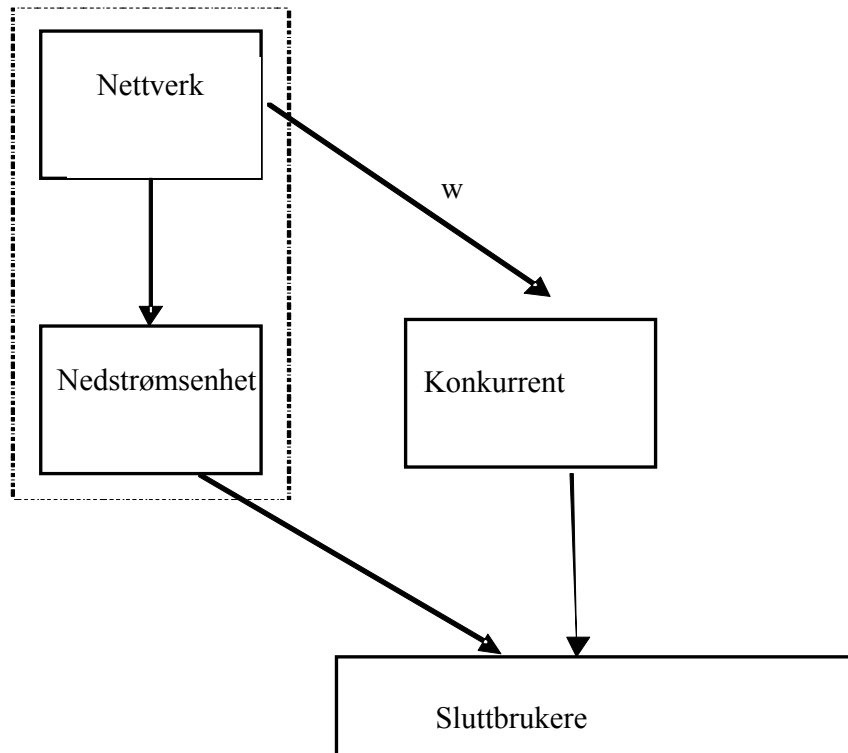 Nettverk
w
Nedstrømsenhet
Konkurrent
Sluttbrukere